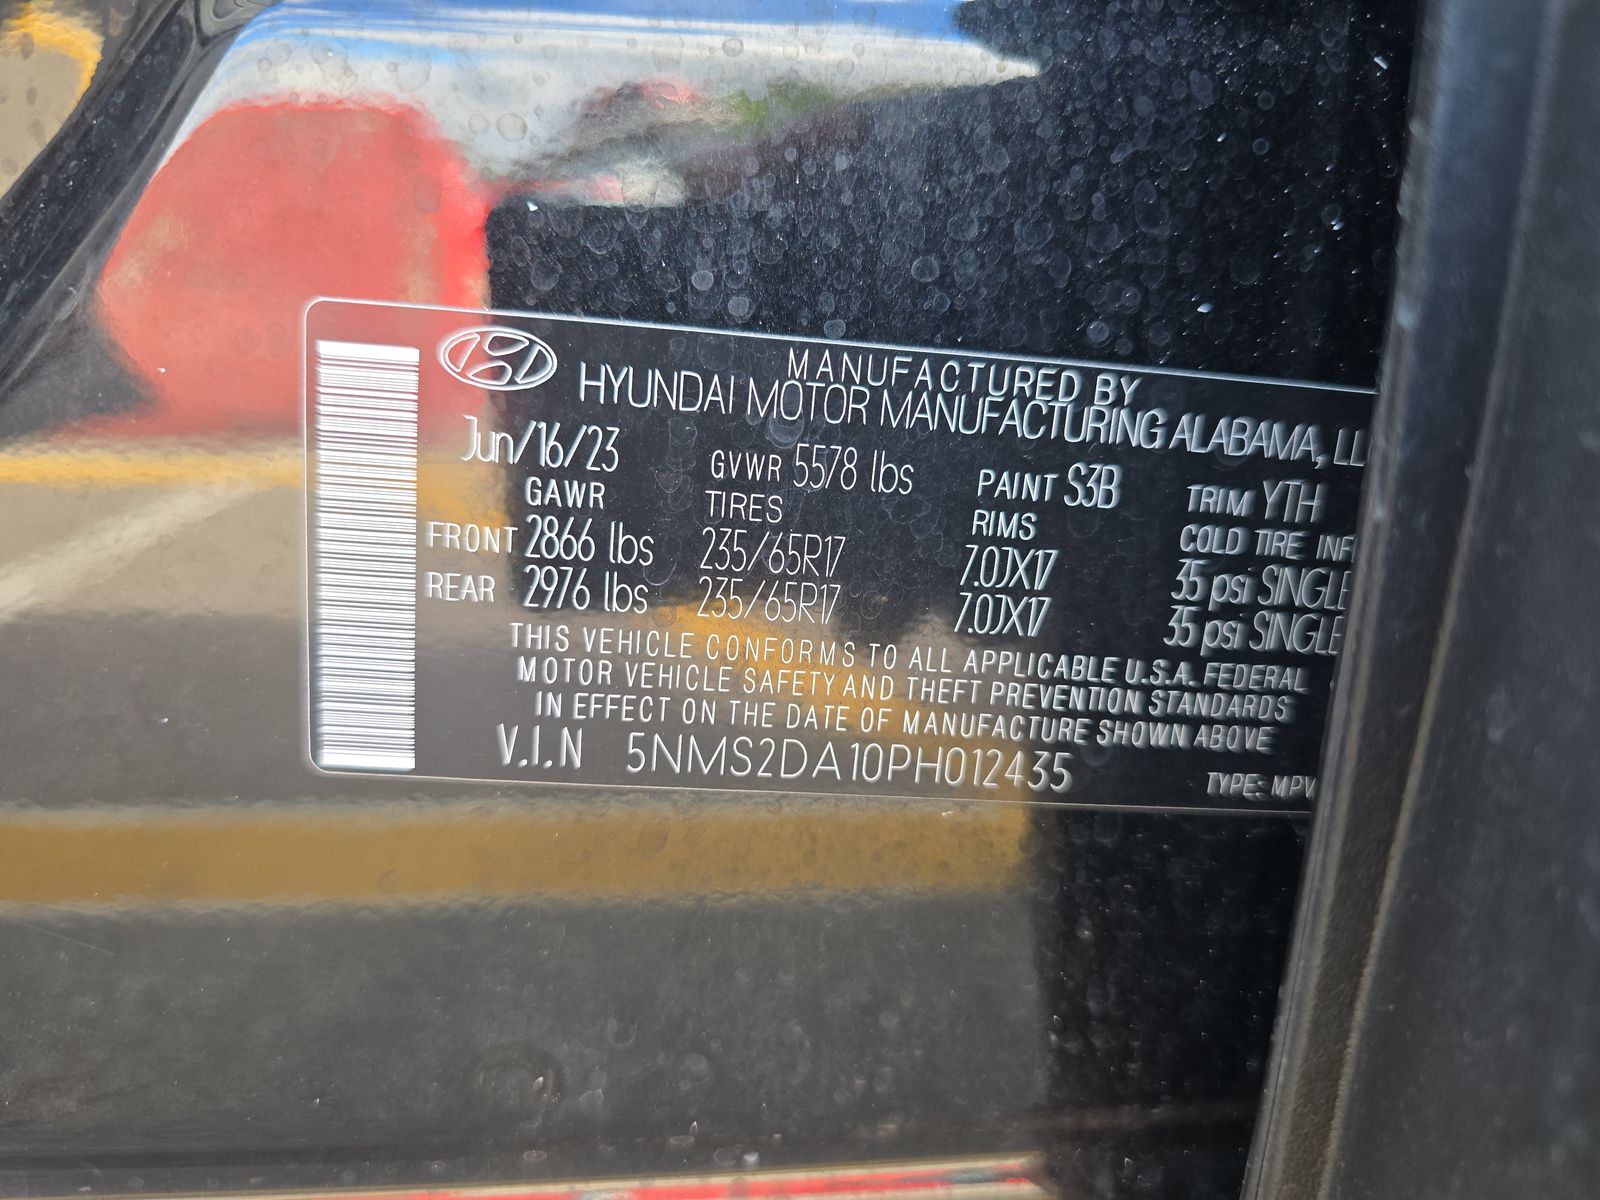 MANUFACTURED BY
HYUNDAI MOTOR MANUFACTURING ALABAMA, LL
Jun/16/23 GVWR 5578 lbs PAINT S3B TRIM YTH
GAWR TIRES RIMS COLD TIRE INF
FRONT 2866 lbs 235/65R17 7.0JX17 35 psi SINGLE
REAR 2976 lbs 235/65R17 7.0JX17 35 psi SINGLE
THIS VEHICLE CONFORMS TO ALL APPLICABLE U.S.A. FEDERAL
MOTOR VEHICLE SAFETY AND THEFT PREVENTION STANDARDS
IN EFFECT ON THE DATE OF MANUFACTURE SHOWN ABOVE
V.I.N 5NMS2DA10PH012435 TYPE: MPV